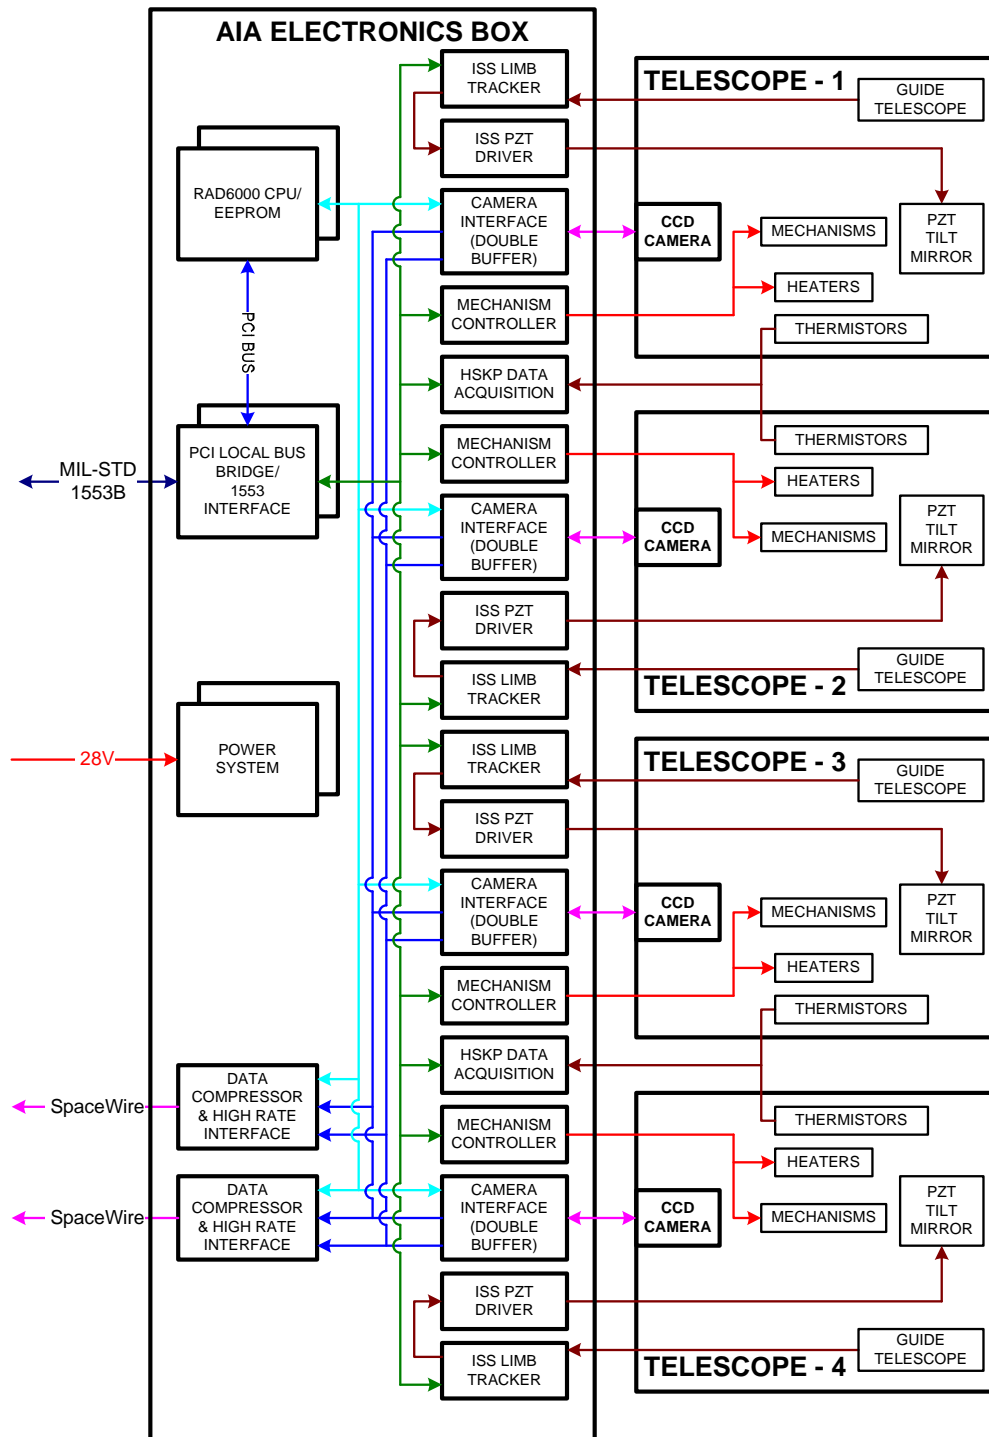 AIA ELECTRONICS BOX
ISS LIMB
TRACKER
TELESCOPE - 1
GUIDE
TELESCOPE
ISS PZT
DRIVER
RAD6000 CPU/
EEPROM
CAMERA
INTERFACE
(DOUBLE
BUFFER)
CCD
CAMERA
MECHANISMS
PZT
TILT
MIRROR
HEATERS
PCI BUS
MECHANISM
CONTROLLER
THERMISTORS
HSKP DATA
ACQUISITION
MIL-STD
1553B
PCI LOCAL BUS
BRIDGE/
1553
INTERFACE
MECHANISM
CONTROLLER
THERMISTORS
HEATERS
CAMERA
INTERFACE
(DOUBLE
BUFFER)
CCD
CAMERA
MECHANISMS
PZT
TILT
MIRROR
ISS PZT
DRIVER
ISS LIMB
TRACKER
GUIDE
TELESCOPE
TELESCOPE - 2
28V
POWER
SYSTEM
ISS LIMB
TRACKER
TELESCOPE - 3
GUIDE
TELESCOPE
ISS PZT
DRIVER
CAMERA
INTERFACE
(DOUBLE
BUFFER)
CCD
CAMERA
MECHANISMS
PZT
TILT
MIRROR
HEATERS
MECHANISM
CONTROLLER
THERMISTORS
HSKP DATA
ACQUISITION
SpaceWire
DATA
COMPRESSOR
& HIGH RATE
INTERFACE
MECHANISM
CONTROLLER
THERMISTORS
HEATERS
SpaceWire
DATA
COMPRESSOR
& HIGH RATE
INTERFACE
CAMERA
INTERFACE
(DOUBLE
BUFFER)
CCD
CAMERA
MECHANISMS
PZT
TILT
MIRROR
ISS PZT
DRIVER
ISS LIMB
TRACKER
GUIDE
TELESCOPE
TELESCOPE - 4